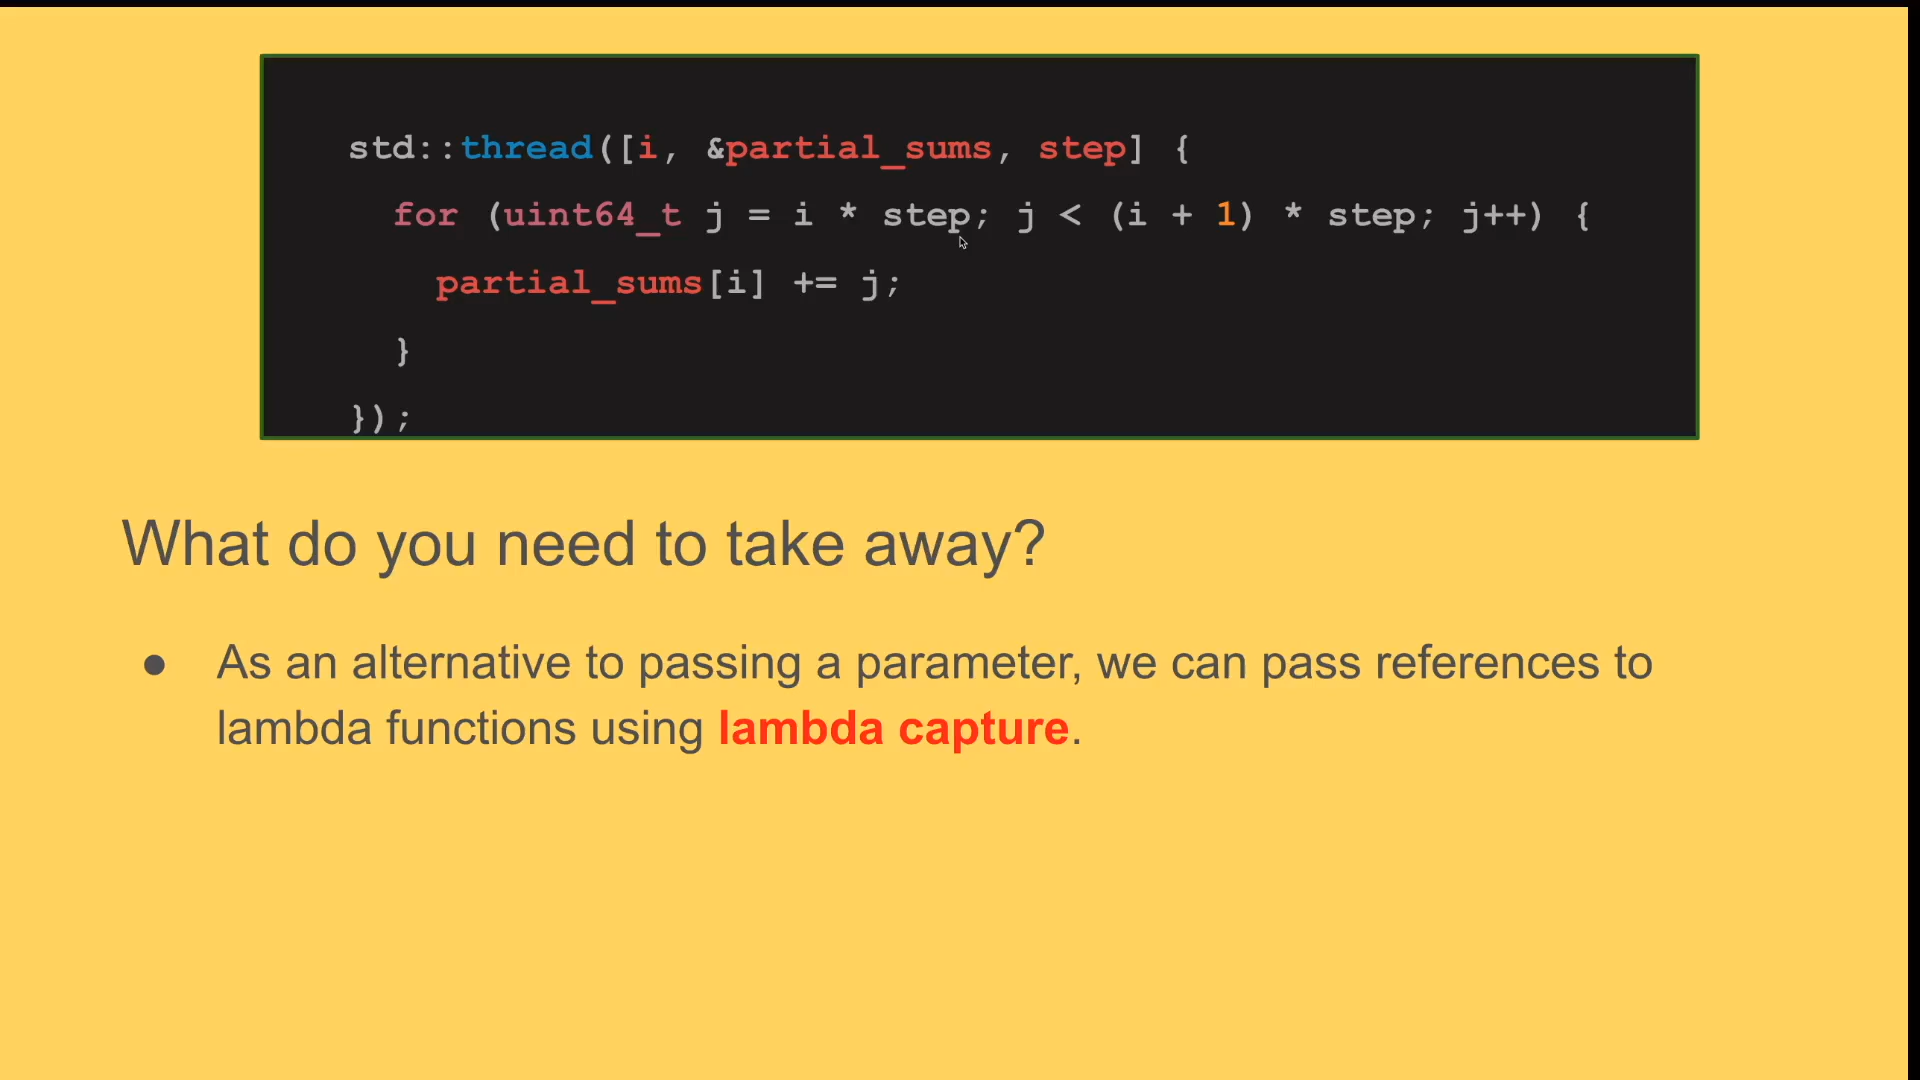 std::thread([i, &partial_sums, step] {
for (uint64_t j = i * step; j < (i + 1) * step; j++) {
partial_sums[i] += j;
}
});
What do you need to take away?
● As an alternative to passing a parameter, we can pass references to
lambda functions using lambda capture.